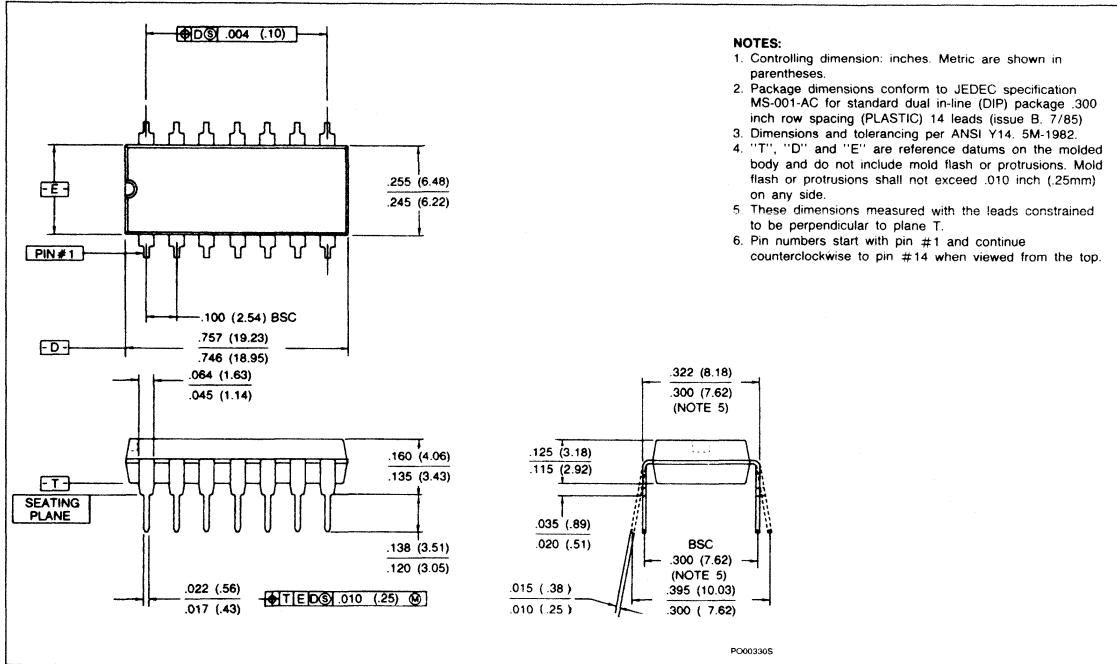 ⌖ D Ⓢ .004 (.10)
NOTES:
1. Controlling dimension: inches. Metric are shown in
parentheses.
2. Package dimensions conform to JEDEC specification
MS-001-AC for standard dual in-line (DIP) package .300
inch row spacing (PLASTIC) 14 leads (issue B. 7/85)
3. Dimensions and tolerancing per ANSI Y14. 5M-1982.
4. "T", "D" and "E" are reference datums on the molded
body and do not include mold flash or protrusions. Mold
flash or protrusions shall not exceed .010 inch (.25mm)
on any side.
5. These dimensions measured with the leads constrained
to be perpendicular to plane T.
6. Pin numbers start with pin #1 and continue
counterclockwise to pin #14 when viewed from the top.
-E-
.255 (6.48)
.245 (6.22)
PIN #1
.100 (2.54) BSC
-D-
.757 (19.23)
.746 (18.95)
.064 (1.63)
.045 (1.14)
.322 (8.18)
.300 (7.62)
(NOTE 5)
.160 (4.06)
.135 (3.43)
.125 (3.18)
.115 (2.92)
-T-
SEATING
PLANE
.035 (.89)
.020 (.51)
.138 (3.51)
.120 (3.05)
BSC
.300 (7.62)
(NOTE 5)
.395 (10.03)
.300 ( 7.62)
.022 (.56)
.017 (.43)
⌖ T E D Ⓢ .010 (.25) Ⓜ
.015 ( .38 )
.010 ( .25 )
PO00330S